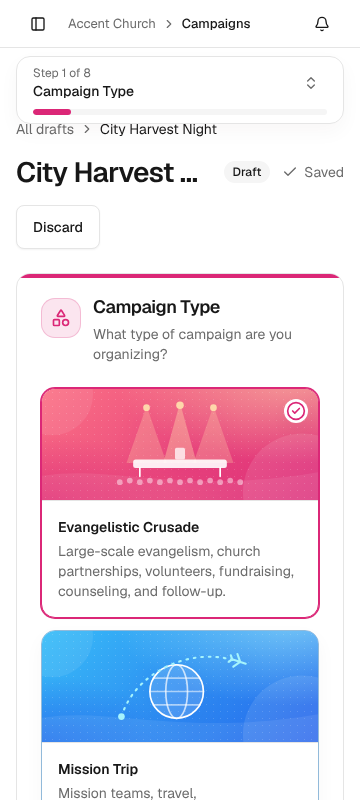 Accent Church > Campaigns
Step 1 of 8
Campaign Type
All drafts > City Harvest Night
City Harvest ...
Draft
Saved
Discard
Campaign Type
What type of campaign are you
organizing?
Evangelistic Crusade
Large-scale evangelism, church
partnerships, volunteers, fundraising,
counseling, and follow-up.
Mission Trip
Mission teams, travel,